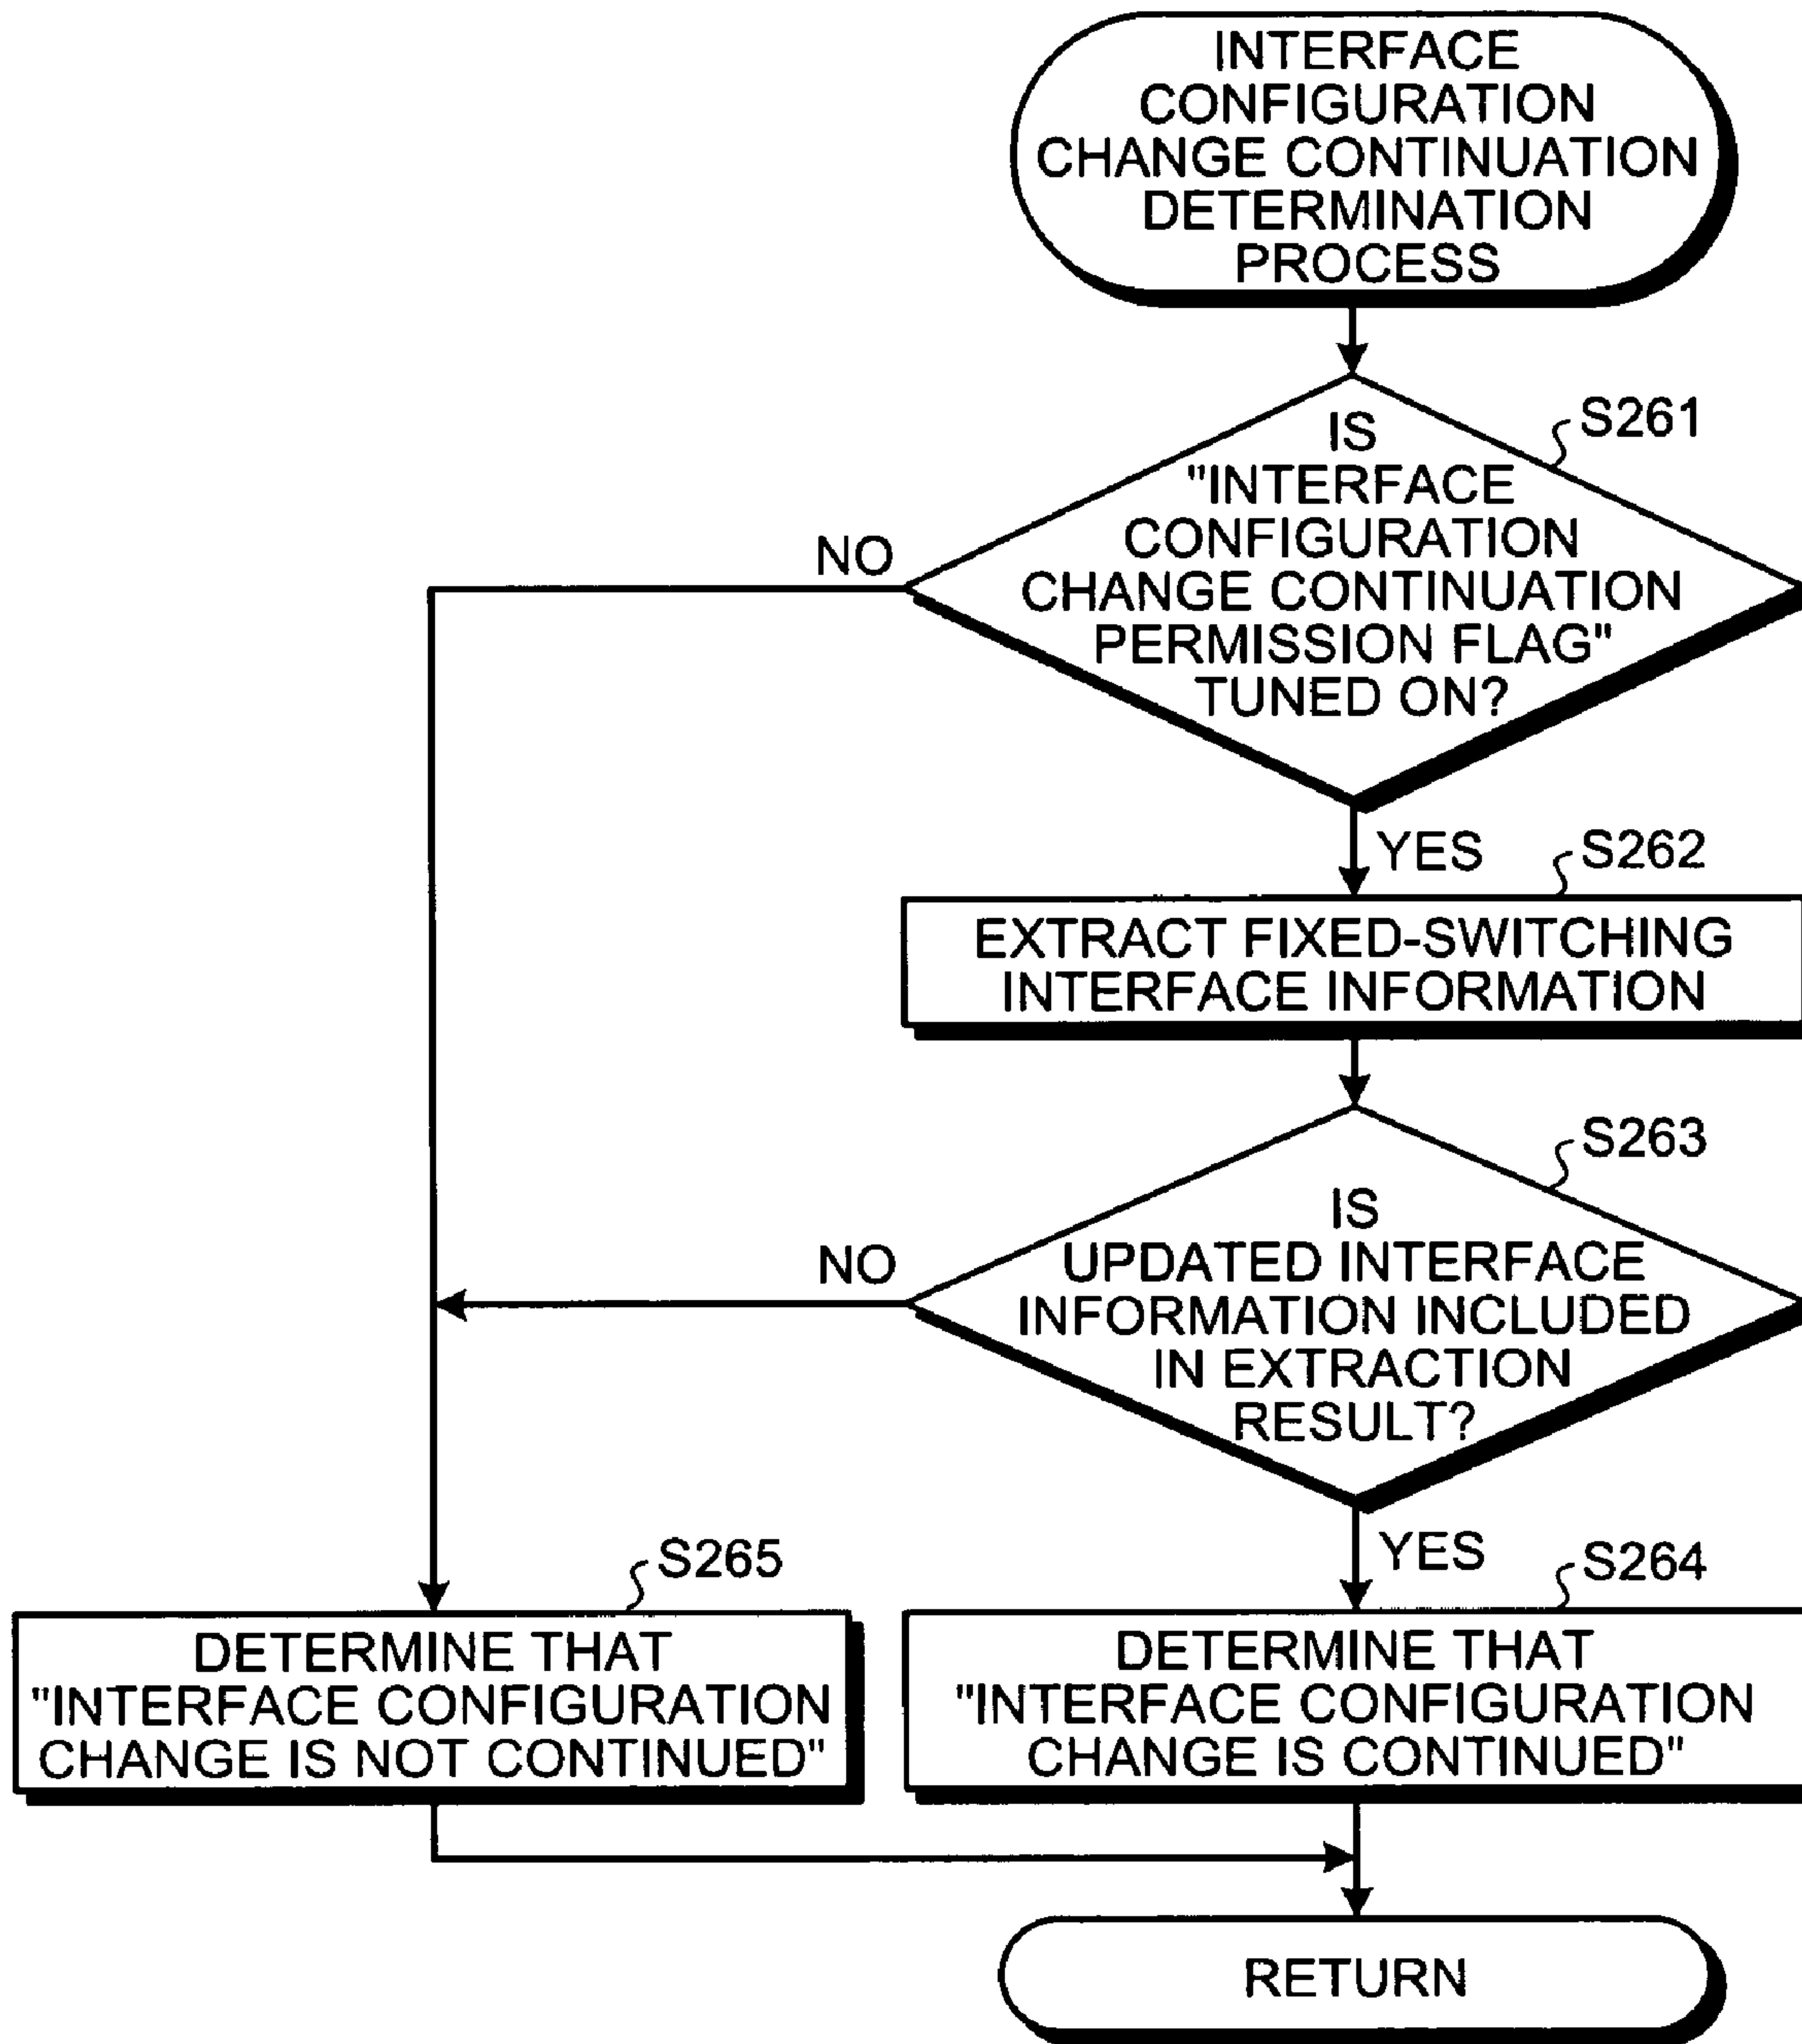 INTERFACE
CONFIGURATION
CHANGE CONTINUATION
DETERMINATION
PROCESS
S261
IS
"INTERFACE
CONFIGURATION
CHANGE CONTINUATION
PERMISSION FLAG"
TUNED ON?
NO
YES
S262
EXTRACT FIXED-SWITCHING
INTERFACE INFORMATION
S263
IS
UPDATED INTERFACE
INFORMATION INCLUDED
IN EXTRACTION
RESULT?
NO
YES
S265
DETERMINE THAT
"INTERFACE CONFIGURATION
CHANGE IS NOT CONTINUED"
S264
DETERMINE THAT
"INTERFACE CONFIGURATION
CHANGE IS CONTINUED"
RETURN